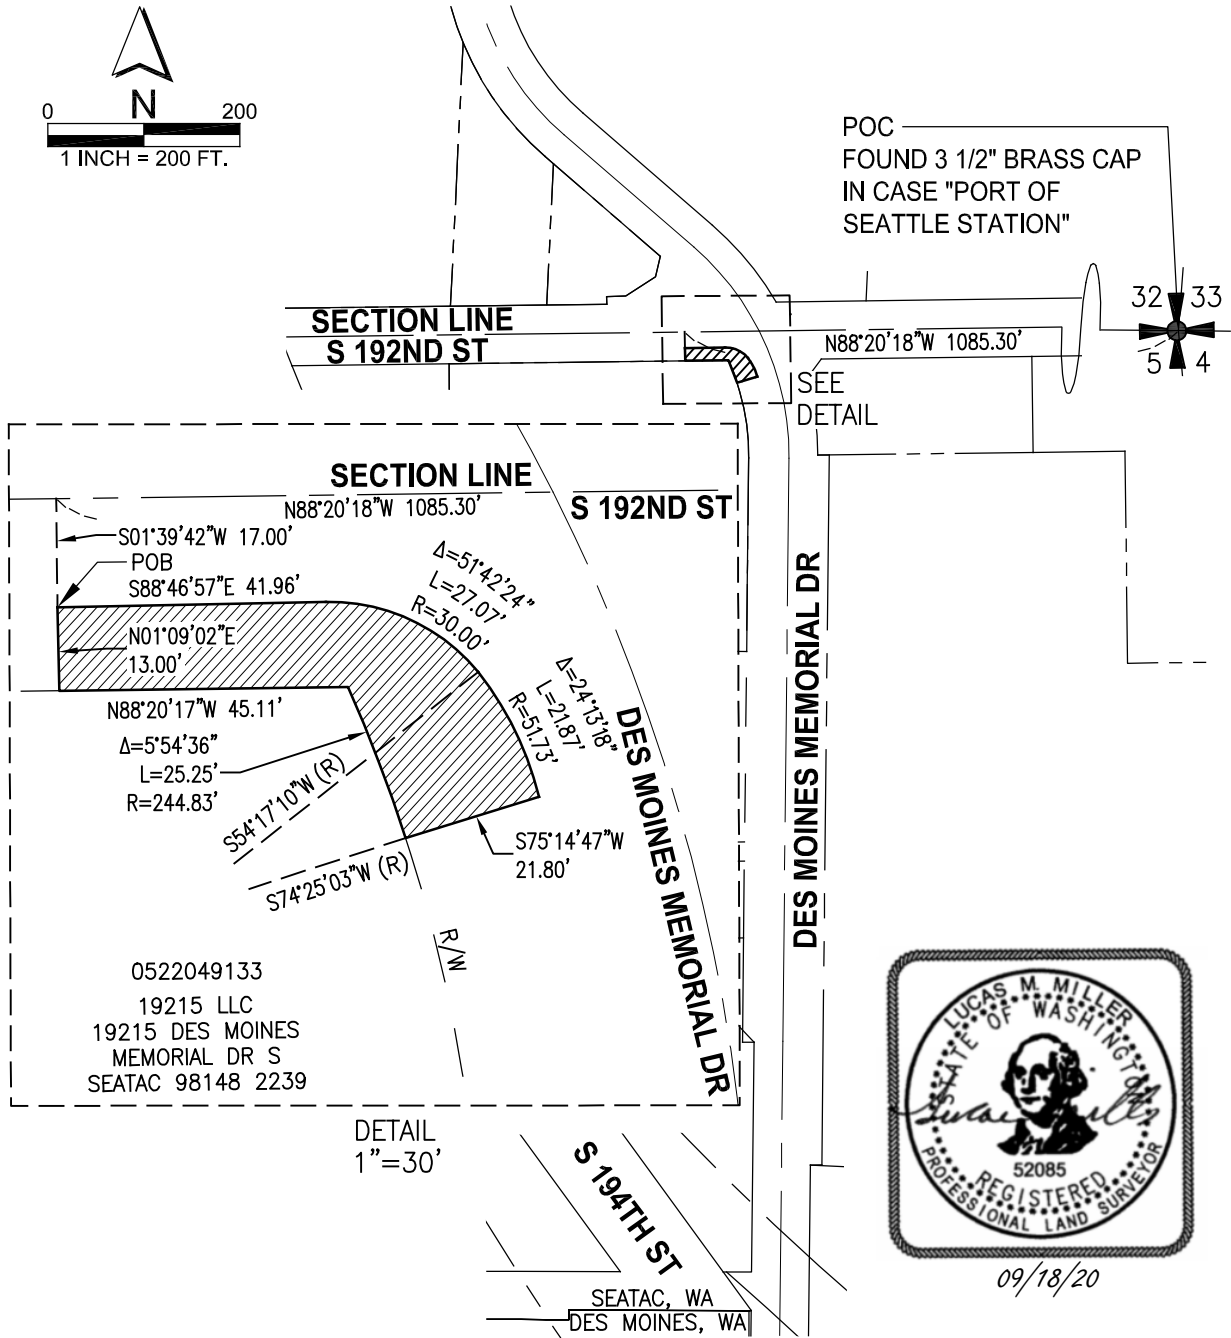 N
0 200
1 INCH = 200 FT.
POC
FOUND 3 1/2" BRASS CAP
IN CASE "PORT OF
SEATTLE STATION"
32 33
5 4
SECTION LINE
S 192ND ST
N88°20'18"W 1085.30'
SEE
DETAIL
SECTION LINE
N88°20'18"W 1085.30'
S 192ND ST
S01°39'42"W 17.00'
POB
S88°46'57"E 41.96'
Δ=51°42'24"
L=27.07'
R=30.00'
N01°09'02"E
13.00'
Δ=24°13'18"
L=21.87'
R=51.73'
N88°20'17"W 45.11'
Δ=5°54'36"
L=25.25'
R=244.83'
S54°17'10"W (R)
S74°25'03"W (R)
S75°14'47"W
21.80'
DES MOINES MEMORIAL DR
DES MOINES MEMORIAL DR
R/W
0522049133
19215 LLC
19215 DES MOINES
MEMORIAL DR S
SEATAC 98148 2239
DETAIL
1"=30'
S 194TH ST
SEATAC, WA
DES MOINES, WA
LUCAS M. MILLER
STATE OF WASHINGTON
52085
REGISTERED
PROFESSIONAL LAND SURVEYOR
09/18/20